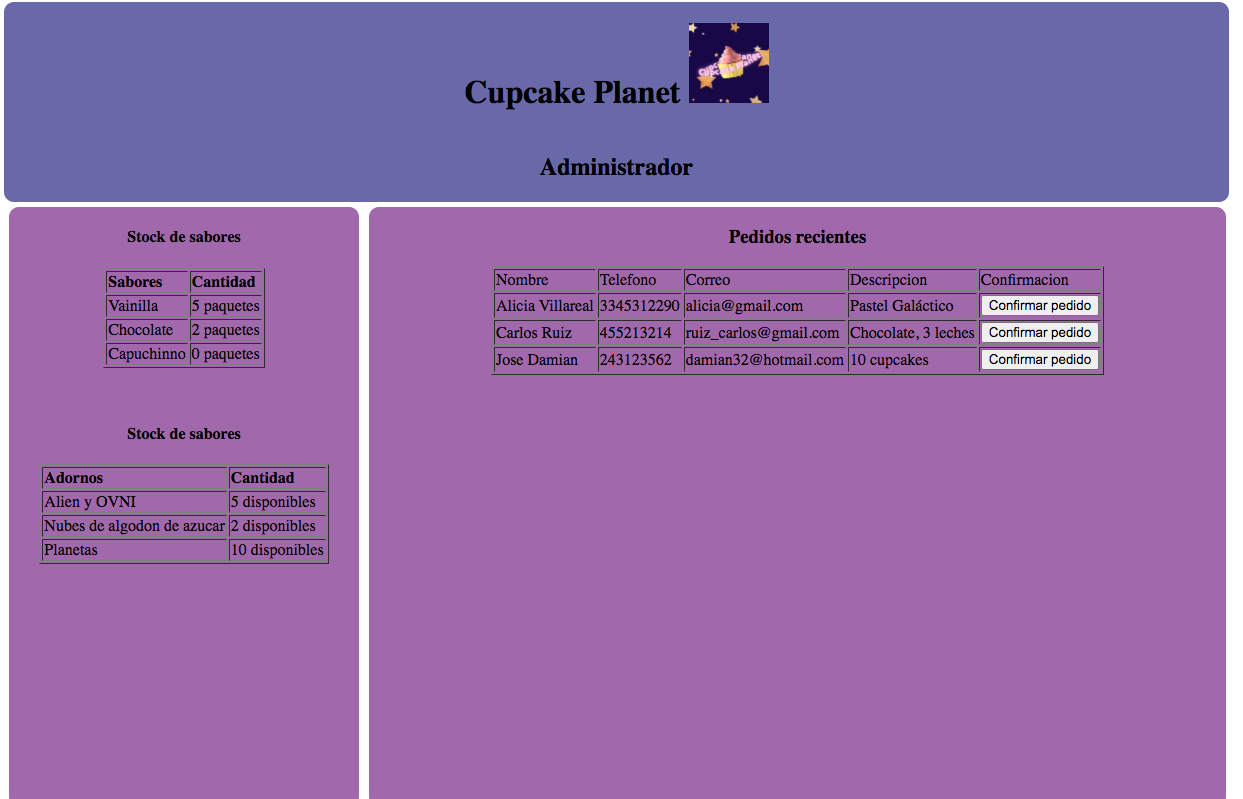 Cupcake Planet
Cupcake Planet
Administrador
Stock de sabores
Sabores Cantidad
Vainilla 5 paquetes
Chocolate 2 paquetes
Capuchinno 0 paquetes
Stock de sabores
Adornos Cantidad
Alien y OVNI 5 disponibles
Nubes de algodon de azucar 2 disponibles
Planetas 10 disponibles
Pedidos recientes
Nombre Telefono Correo Descripcion Confirmacion
Alicia Villareal 3345312290 alicia@gmail.com Pastel Galáctico Confirmar pedido
Carlos Ruiz 455213214 ruiz_carlos@gmail.com Chocolate, 3 leches Confirmar pedido
Jose Damian 243123562 damian32@hotmail.com 10 cupcakes Confirmar pedido